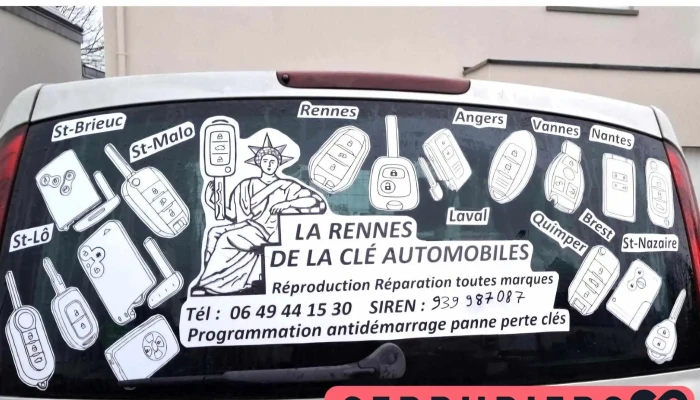 St-Brieuc
St-Malo
Rennes
Angers
Vannes
Nantes
St-Lô
Laval
Quimper
Brest
St-Nazaire
LA RENNES
DE LA CLÉ AUTOMOBILES
Réproduction Réparation toutes marques
Tél : 06 49 44 15 30 SIREN : 939 987 087
Programmation antidémarrage panne perte clés